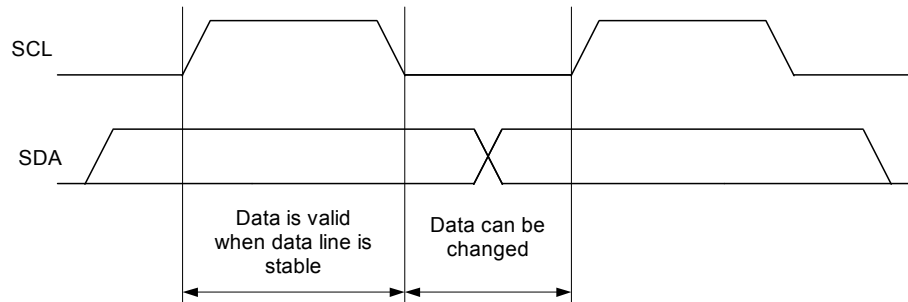 SCL
SDA
Data is valid
when data line is
stable
Data can be
changed